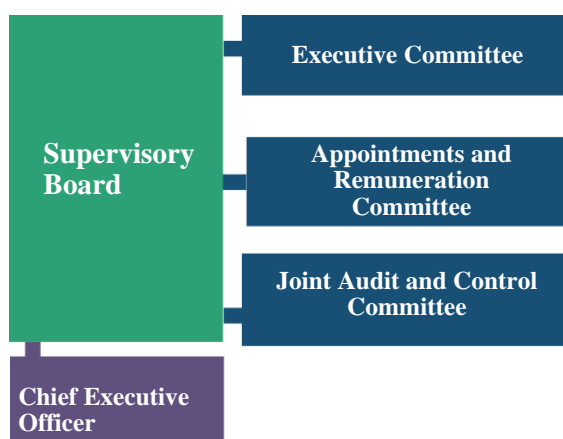 Executive Committee
Supervisory
Board
Appointments and
Remuneration
Committee
Joint Audit and Control
Committee
Chief Executive
Officer